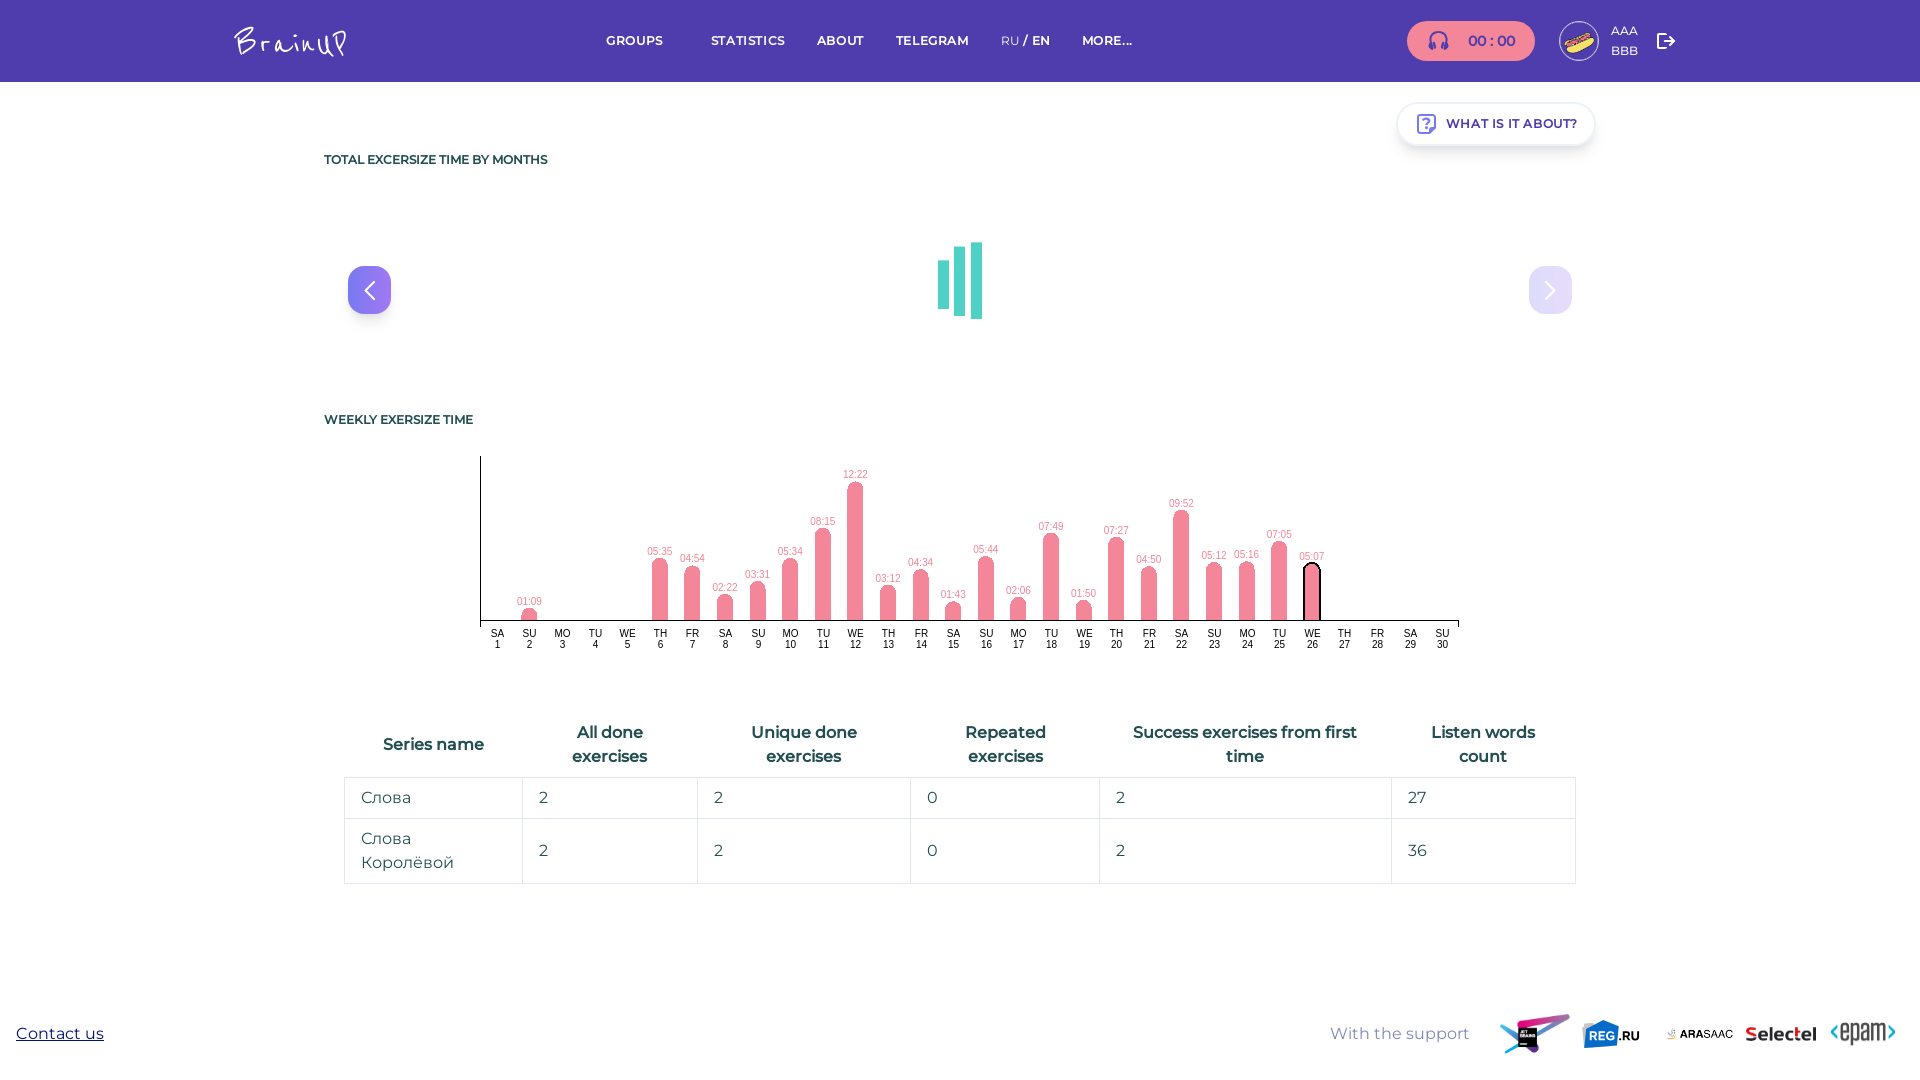 BrainUP
GROUPS
STATISTICS
ABOUT
TELEGRAM
RU / EN
MORE...
00 : 00
AAA
BBB
WHAT IS IT ABOUT?
TOTAL EXCERSIZE TIME BY MONTHS
WEEKLY EXERSIZE TIME
01:09 05:35 04:54 02:22 03:31 05:34 08:15 12:22 03:12 04:34 01:43 05:44 02:06 07:49 01:50 07:27 04:50 09:52 05:12 05:16 07:05 05:07
SA SU MO TU WE TH FR SA SU MO TU WE TH FR SA SU MO TU WE TH FR SA SU MO TU WE TH FR SA SU
1 2 3 4 5 6 7 8 9 10 11 12 13 14 15 16 17 18 19 20 21 22 23 24 25 26 27 28 29 30
Series name
All done
exercises
Unique done
exercises
Repeated
exercises
Success exercises from first
time
Listen words
count
Слова 2 2 0 2 27
Слова
Королёвой
2 2 0 2 36
Contact us
With the support
JET
BRAINS
REG.RU
ARASAAC
Selectel
<epam>